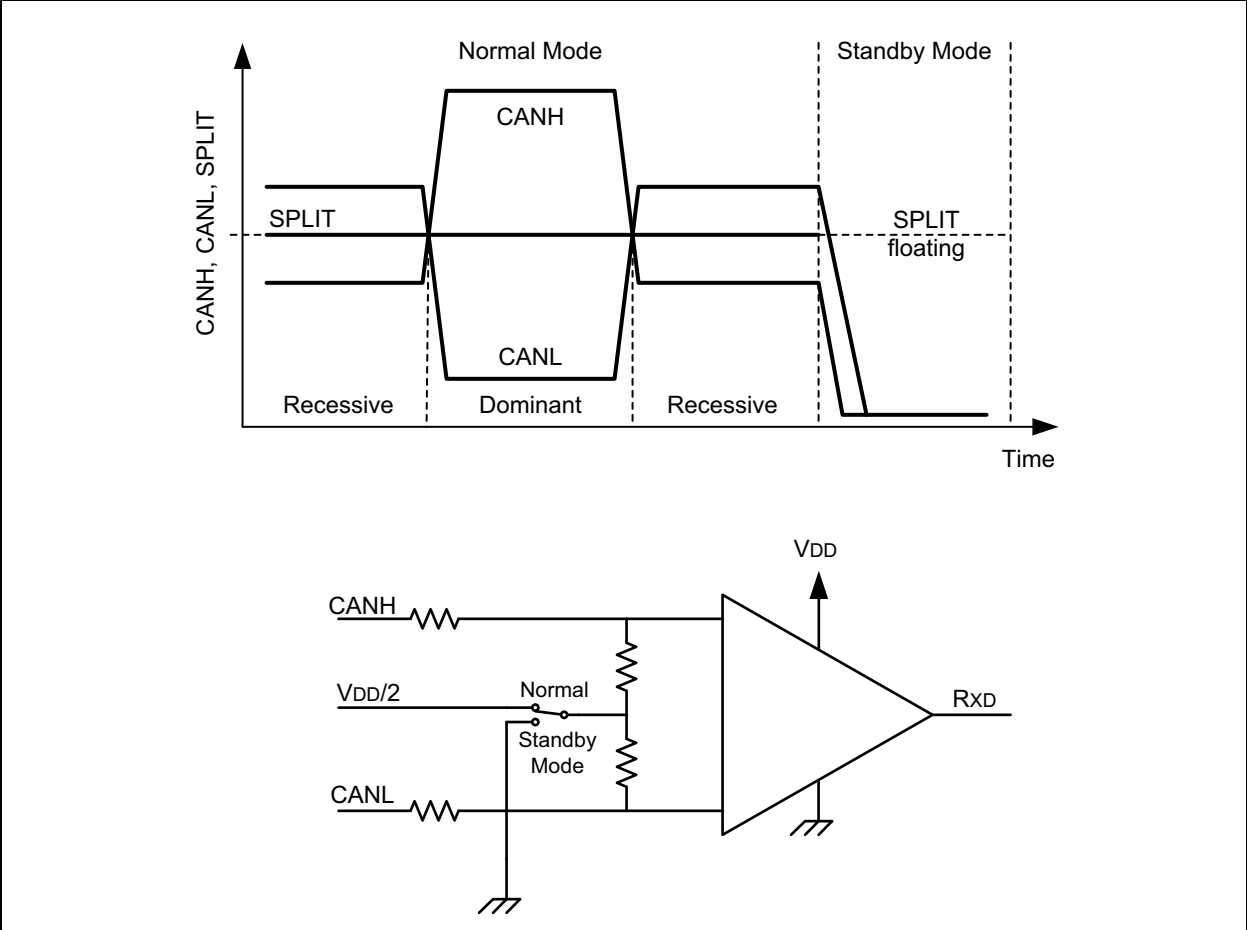 Normal Mode
Standby Mode
CANH, CANL, SPLIT
CANH
SPLIT
SPLIT
floating
CANL
Recessive
Dominant
Recessive
Time
VDD
CANH
VDD/2
Normal
RXD
Standby
Mode
CANL